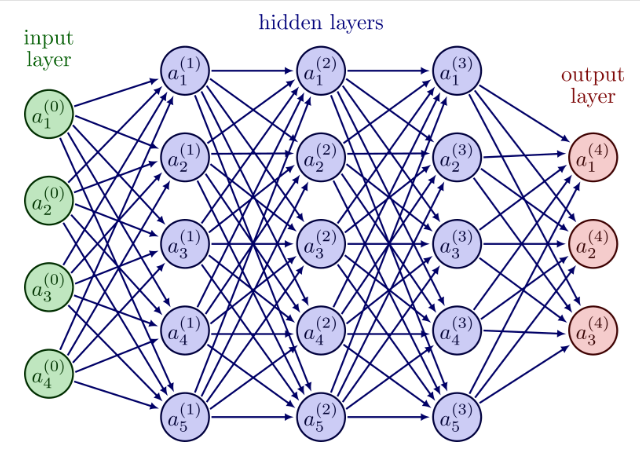 hidden layers
input
layer
output
layer
a_1^{(0)}
a_2^{(0)}
a_3^{(0)}
a_4^{(0)}
a_1^{(1)}
a_2^{(1)}
a_3^{(1)}
a_4^{(1)}
a_5^{(1)}
a_1^{(2)}
a_2^{(2)}
a_3^{(2)}
a_4^{(2)}
a_5^{(2)}
a_1^{(3)}
a_2^{(3)}
a_3^{(3)}
a_4^{(3)}
a_5^{(3)}
a_1^{(4)}
a_2^{(4)}
a_3^{(4)}